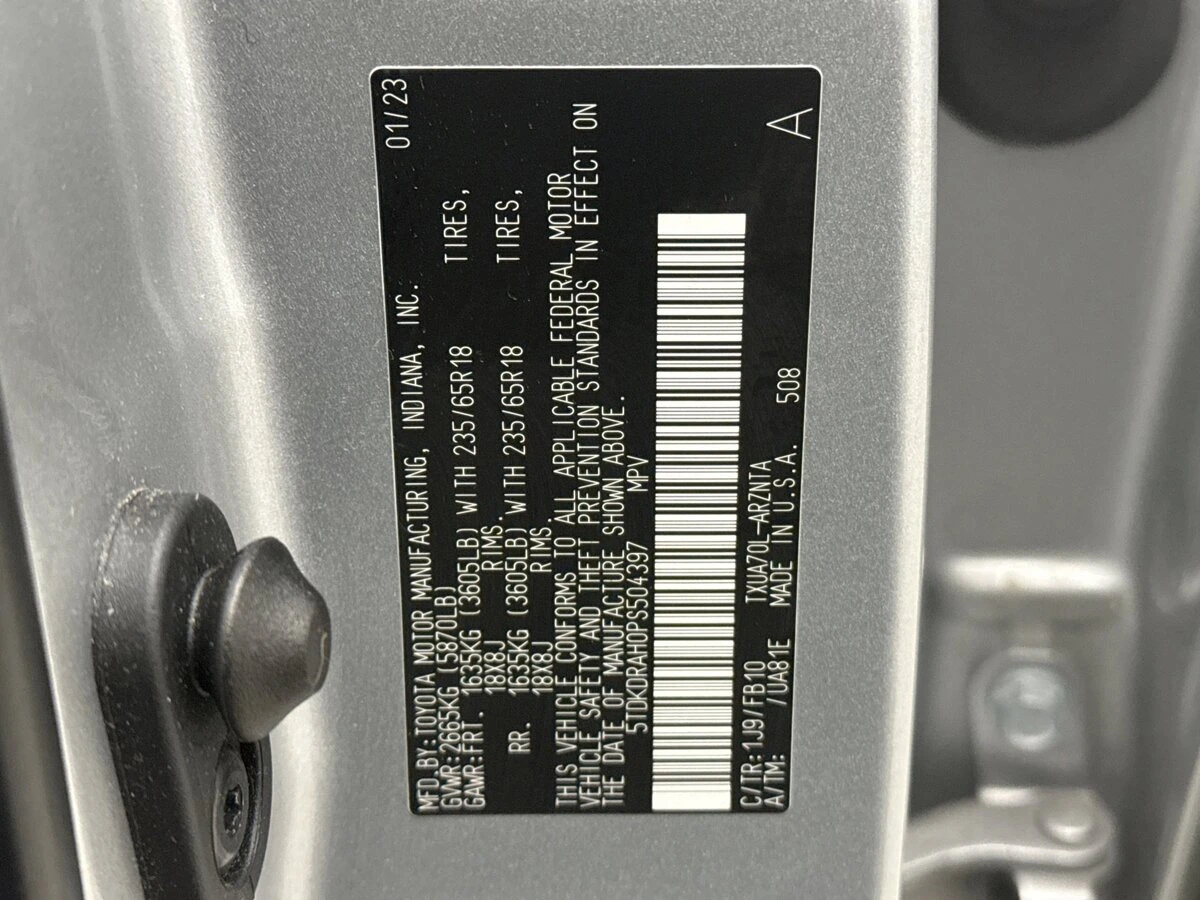 MFD.BY:TOYOTA MOTOR MANUFACTURING, INDIANA, INC. 01/23
GVWR:2665KG (5870LB)
GAWR:FRT. 1635KG (3605LB) WITH 235/65R18 TIRES,
18X8J RIMS.
RR. 1635KG (3605LB) WITH 235/65R18 TIRES,
18X8J RIMS.
THIS VEHICLE CONFORMS TO ALL APPLICABLE FEDERAL MOTOR
VEHICLE SAFETY AND THEFT PREVENTION STANDARDS IN EFFECT ON
THE DATE OF MANUFACTURE SHOWN ABOVE.
5TDKDRAH0PS504397 MPV
C/TR:1J9/FB10 TXUA70L-ARZNTA
A/TM: /UA81E MADE IN U.S.A. 508 A